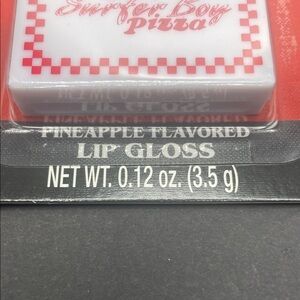 Surfer Boy
Pizza
PINEAPPLE FLAVORED
LIP GLOSS
NET WT. 0.12 oz. (3.5 g)